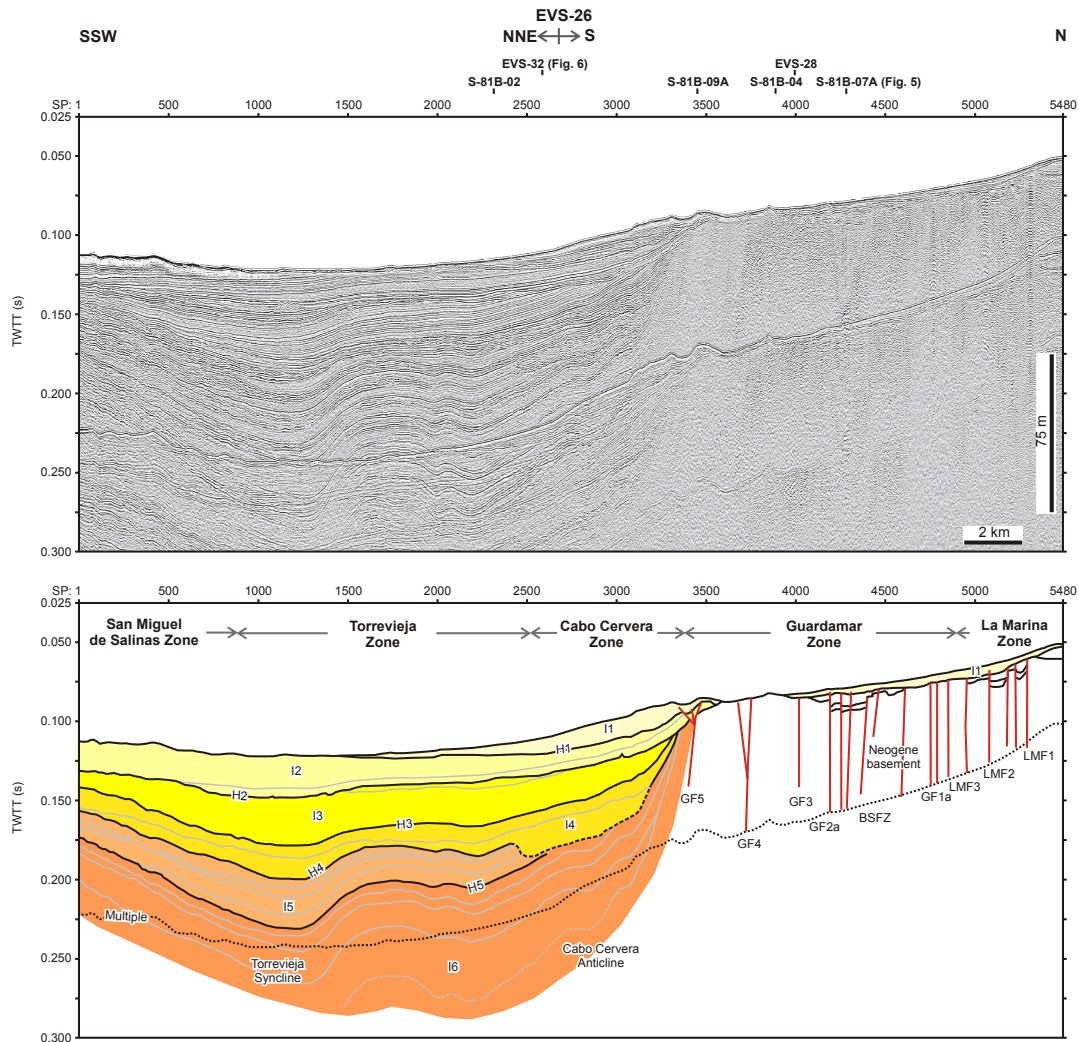 EVS-26
SSW NNE S N
EVS-32 (Fig. 6) EVS-28
S-81B-02 S-81B-09A S-81B-04 S-81B-07A (Fig. 5)
SP: 1 500 1000 1500 2000 2500 3000 3500 4000 4500 5000 5480
0.025
0.050
0.100
0.150
0.200
0.250
0.300
TWTT (s)
75 m
2 km
SP: 1 500 1000 1500 2000 2500 3000 3500 4000 4500 5000 5480
0.025
0.050
0.100
0.150
0.200
0.250
0.300
TWTT (s)
San Miguel
de Salinas Zone
Torrevieja
Zone
Cabo Cervera
Zone
Guardamar
Zone
La Marina
Zone
I1
I1
H1
I2
H2
I3
H3
I4
H4
H5
I5
I6
Multiple
Torrevieja
Syncline
Cabo Cervera
Anticline
Neogene
basement
GF5
GF4
GF3
GF2a
BSFZ
GF1a
LMF3
LMF2
LMF1